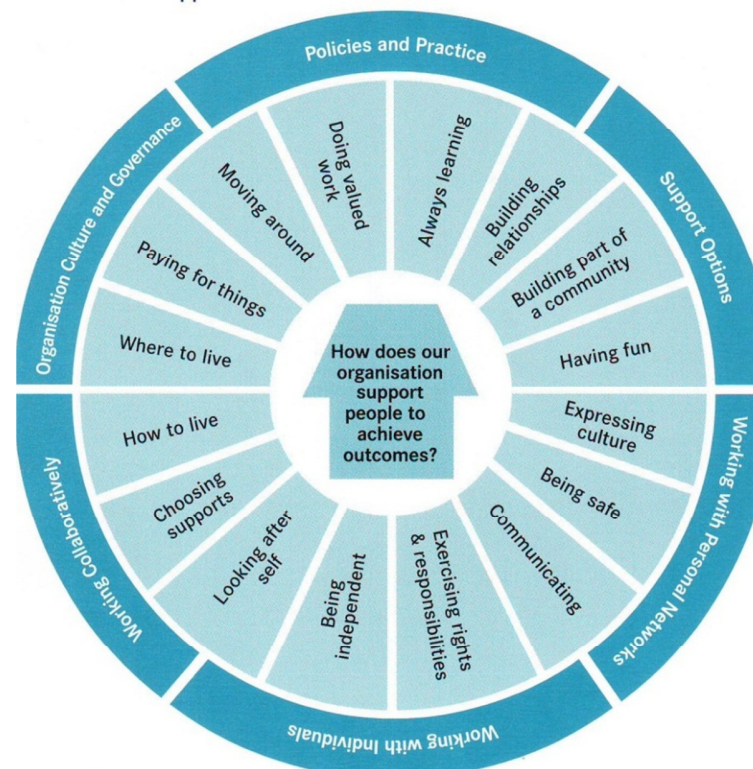 Policies and Practice
Support Options
Working with Personal Networks
Working with Individuals
Working Collaboratively
Organisation Culture and Governance
Always learning
Building
relationships
Building part of
a community
Having fun
Expressing
culture
Being safe
Communicating
Exercising rights
& responsibilities
Being
independent
Looking after
self
Choosing
supports
How to live
Where to live
Paying for things
Moving around
Doing valued
work
How does our
organisation
support
people to
achieve
outcomes?